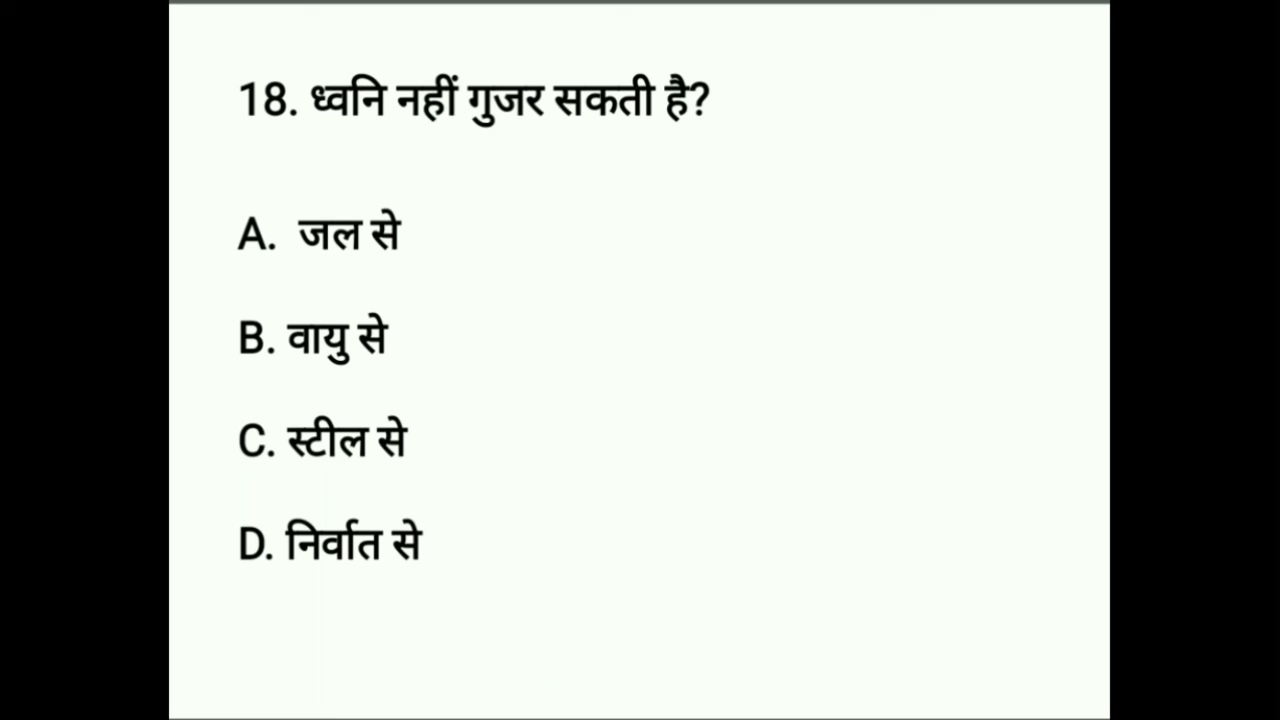 18. ध्वनि नहीं गुजर सकती है?
A. जल से
B. वायु से
C. स्टील से
D. निर्वात से